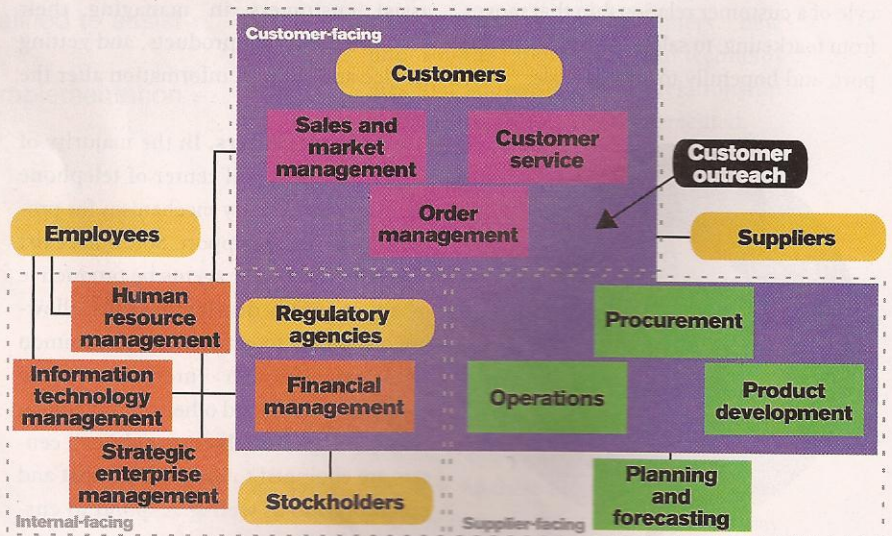 Customer-facing
Customers
Sales and
market
management
Customer
service
Customer
outreach
Order
management
Employees
Suppliers
Human
resource
management
Regulatory
agencies
Procurement
Information
technology
management
Financial
management
Operations
Product
development
Strategic
enterprise
management
Stockholders
Planning
and
forecasting
Internal-facing
Supplier-facing